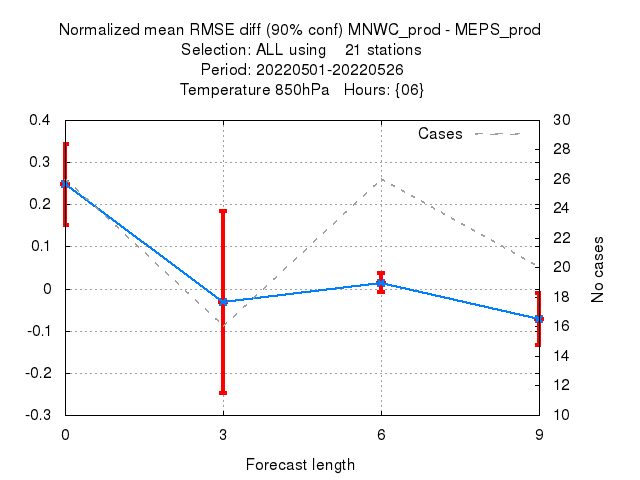 Normalized mean RMSE diff (90% conf) MNWC_prod - MEPS_prod
Selection: ALL using 21 stations
Period: 20220501-20220526
Temperature 850hPa Hours: {06}
Cases
0.4
0.3
0.2
0.1
0
-0.1
-0.2
-0.3
30
28
26
24
22
20
18
16
14
12
10
No cases
0 3 6 9
Forecast length